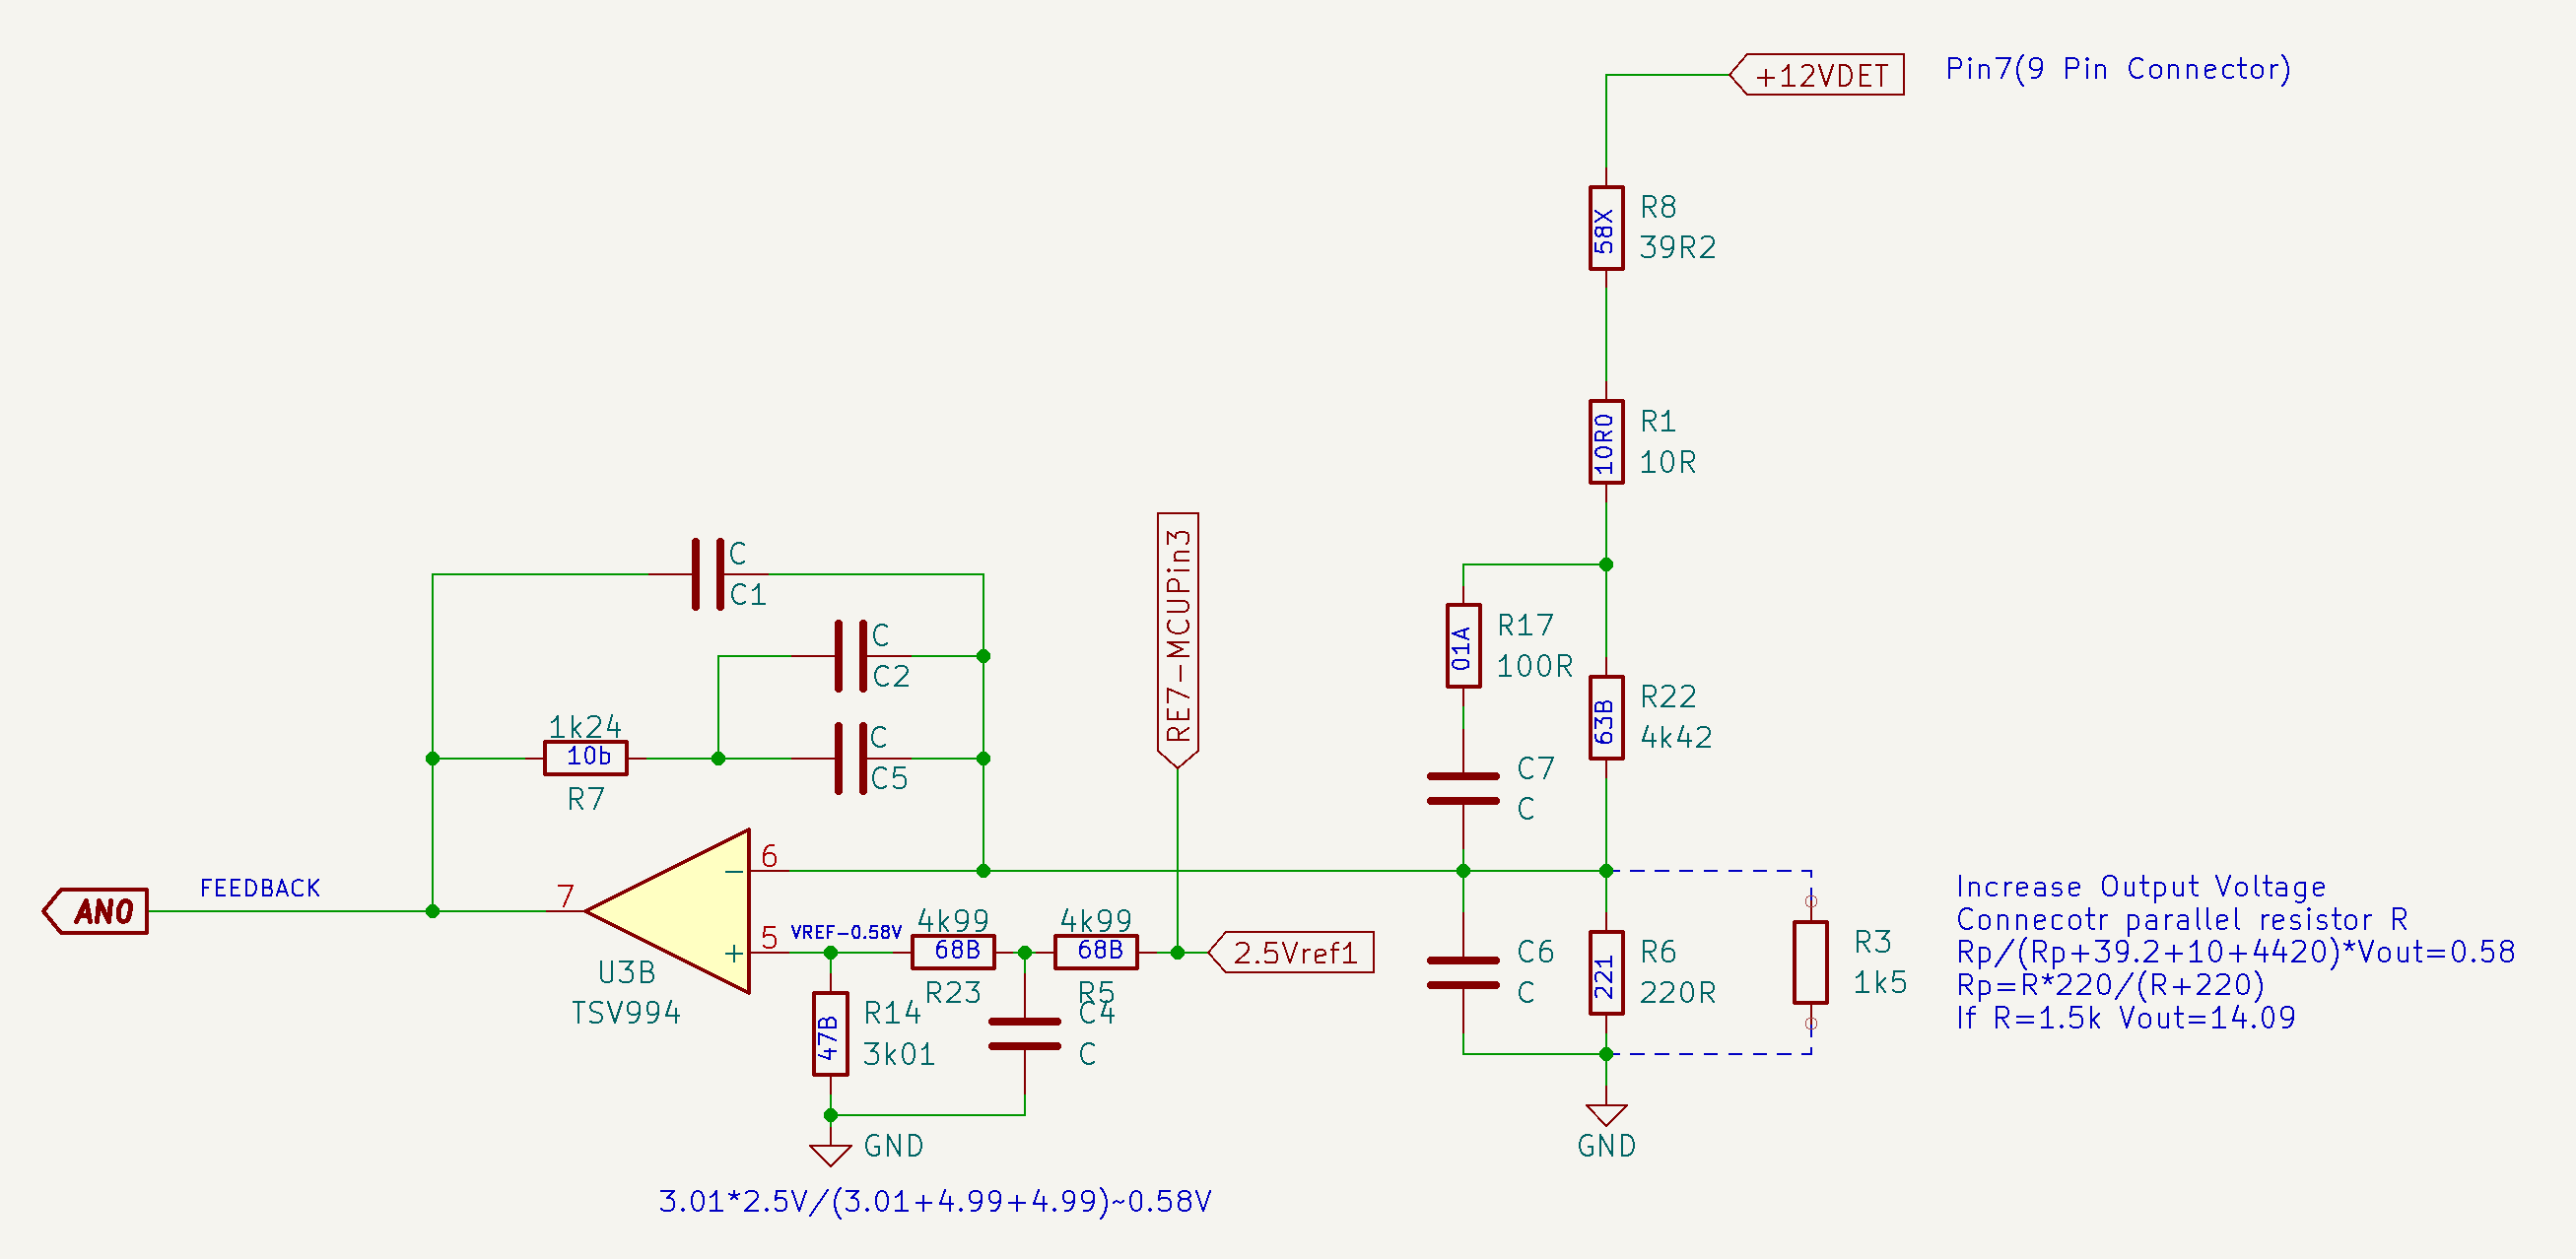 +12VDET
Pin7(9 Pin Connector)
58X
R8
39R2
10R0
R1
10R
RE7-MCUPin3
C
C1
C
C2
01A
R17
100R
63B
R22
4k42
1k24
10b
R7
C
C5
C7
C
ANO
FEEDBACK
7
6
5
U3B
TSV994
VREF-0.58V
4k99
68B
R23
4k99
68B
R5
2.5Vref1
47B
R14
3k01
C4
C
GND
C6
C
221
R6
220R
GND
R3
1k5
Increase Output Voltage
Connecotr parallel resistor R
Rp/(Rp+39.2+10+4420)*Vout=0.58
Rp=R*220/(R+220)
If R=1.5k Vout=14.09
3.01*2.5V/(3.01+4.99+4.99)~0.58V